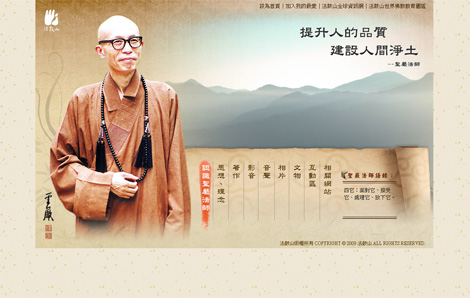 設為首頁｜加入我的最愛｜法鼓山全球資訊網｜法鼓山世界佛教教育園區
法鼓山
提升人的品質
建設人間淨土
--聖嚴法師
認識聖嚴法師
思想、理念
著作
影音
音聲
相片
文物
互動區
相關網站
聖嚴法師語錄
四它：面對它、接受
它、處理它、放下它。
聖嚴
法鼓山版權所有 COPYRIGHT © 2009 法鼓山 ALL RIGHTS RESERVED.